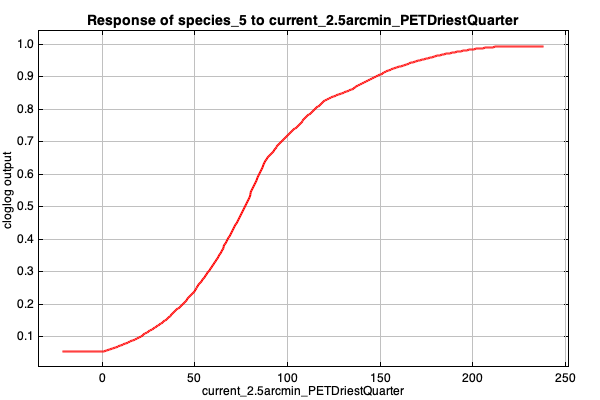 Response of species_5 to current_2.5arcmin_PETDriestQuarter
1.0
0.9
0.8
0.7
0.6
0.5
0.4
0.3
0.2
0.1
cloglog output
0 50 100 150 200 250
current_2.5arcmin_PETDriestQuarter